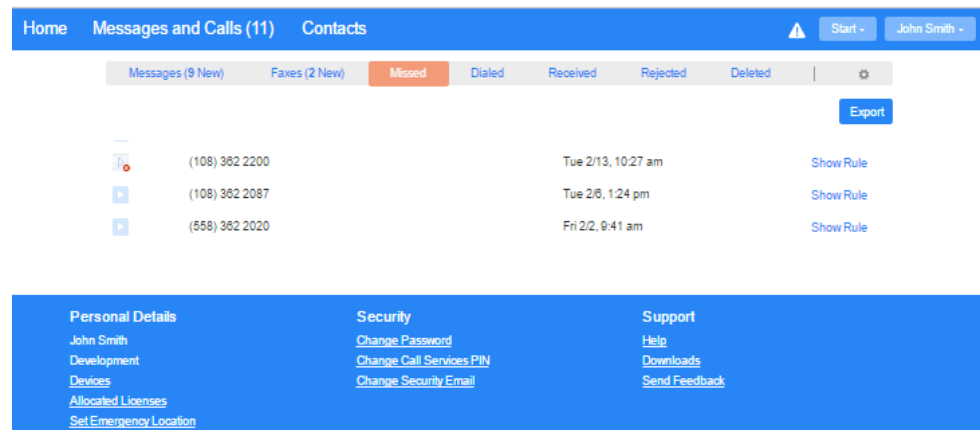 Home Messages and Calls (11) Contacts Start John Smith
Messages (9 New) Faxes (2 New) Missed Dialed Received Rejected Deleted
Export
(108) 362 2200 Tue 2/13, 10:27 am Show Rule
(108) 362 2087 Tue 2/6, 1:24 pm Show Rule
(558) 362 2020 Fri 2/2, 9:41 am Show Rule
Personal Details Security Support
John Smith Change Password Help
Development Change Call Services PIN Downloads
Devices Change Security Email Send Feedback
Allocated Licenses
Set Emergency Location